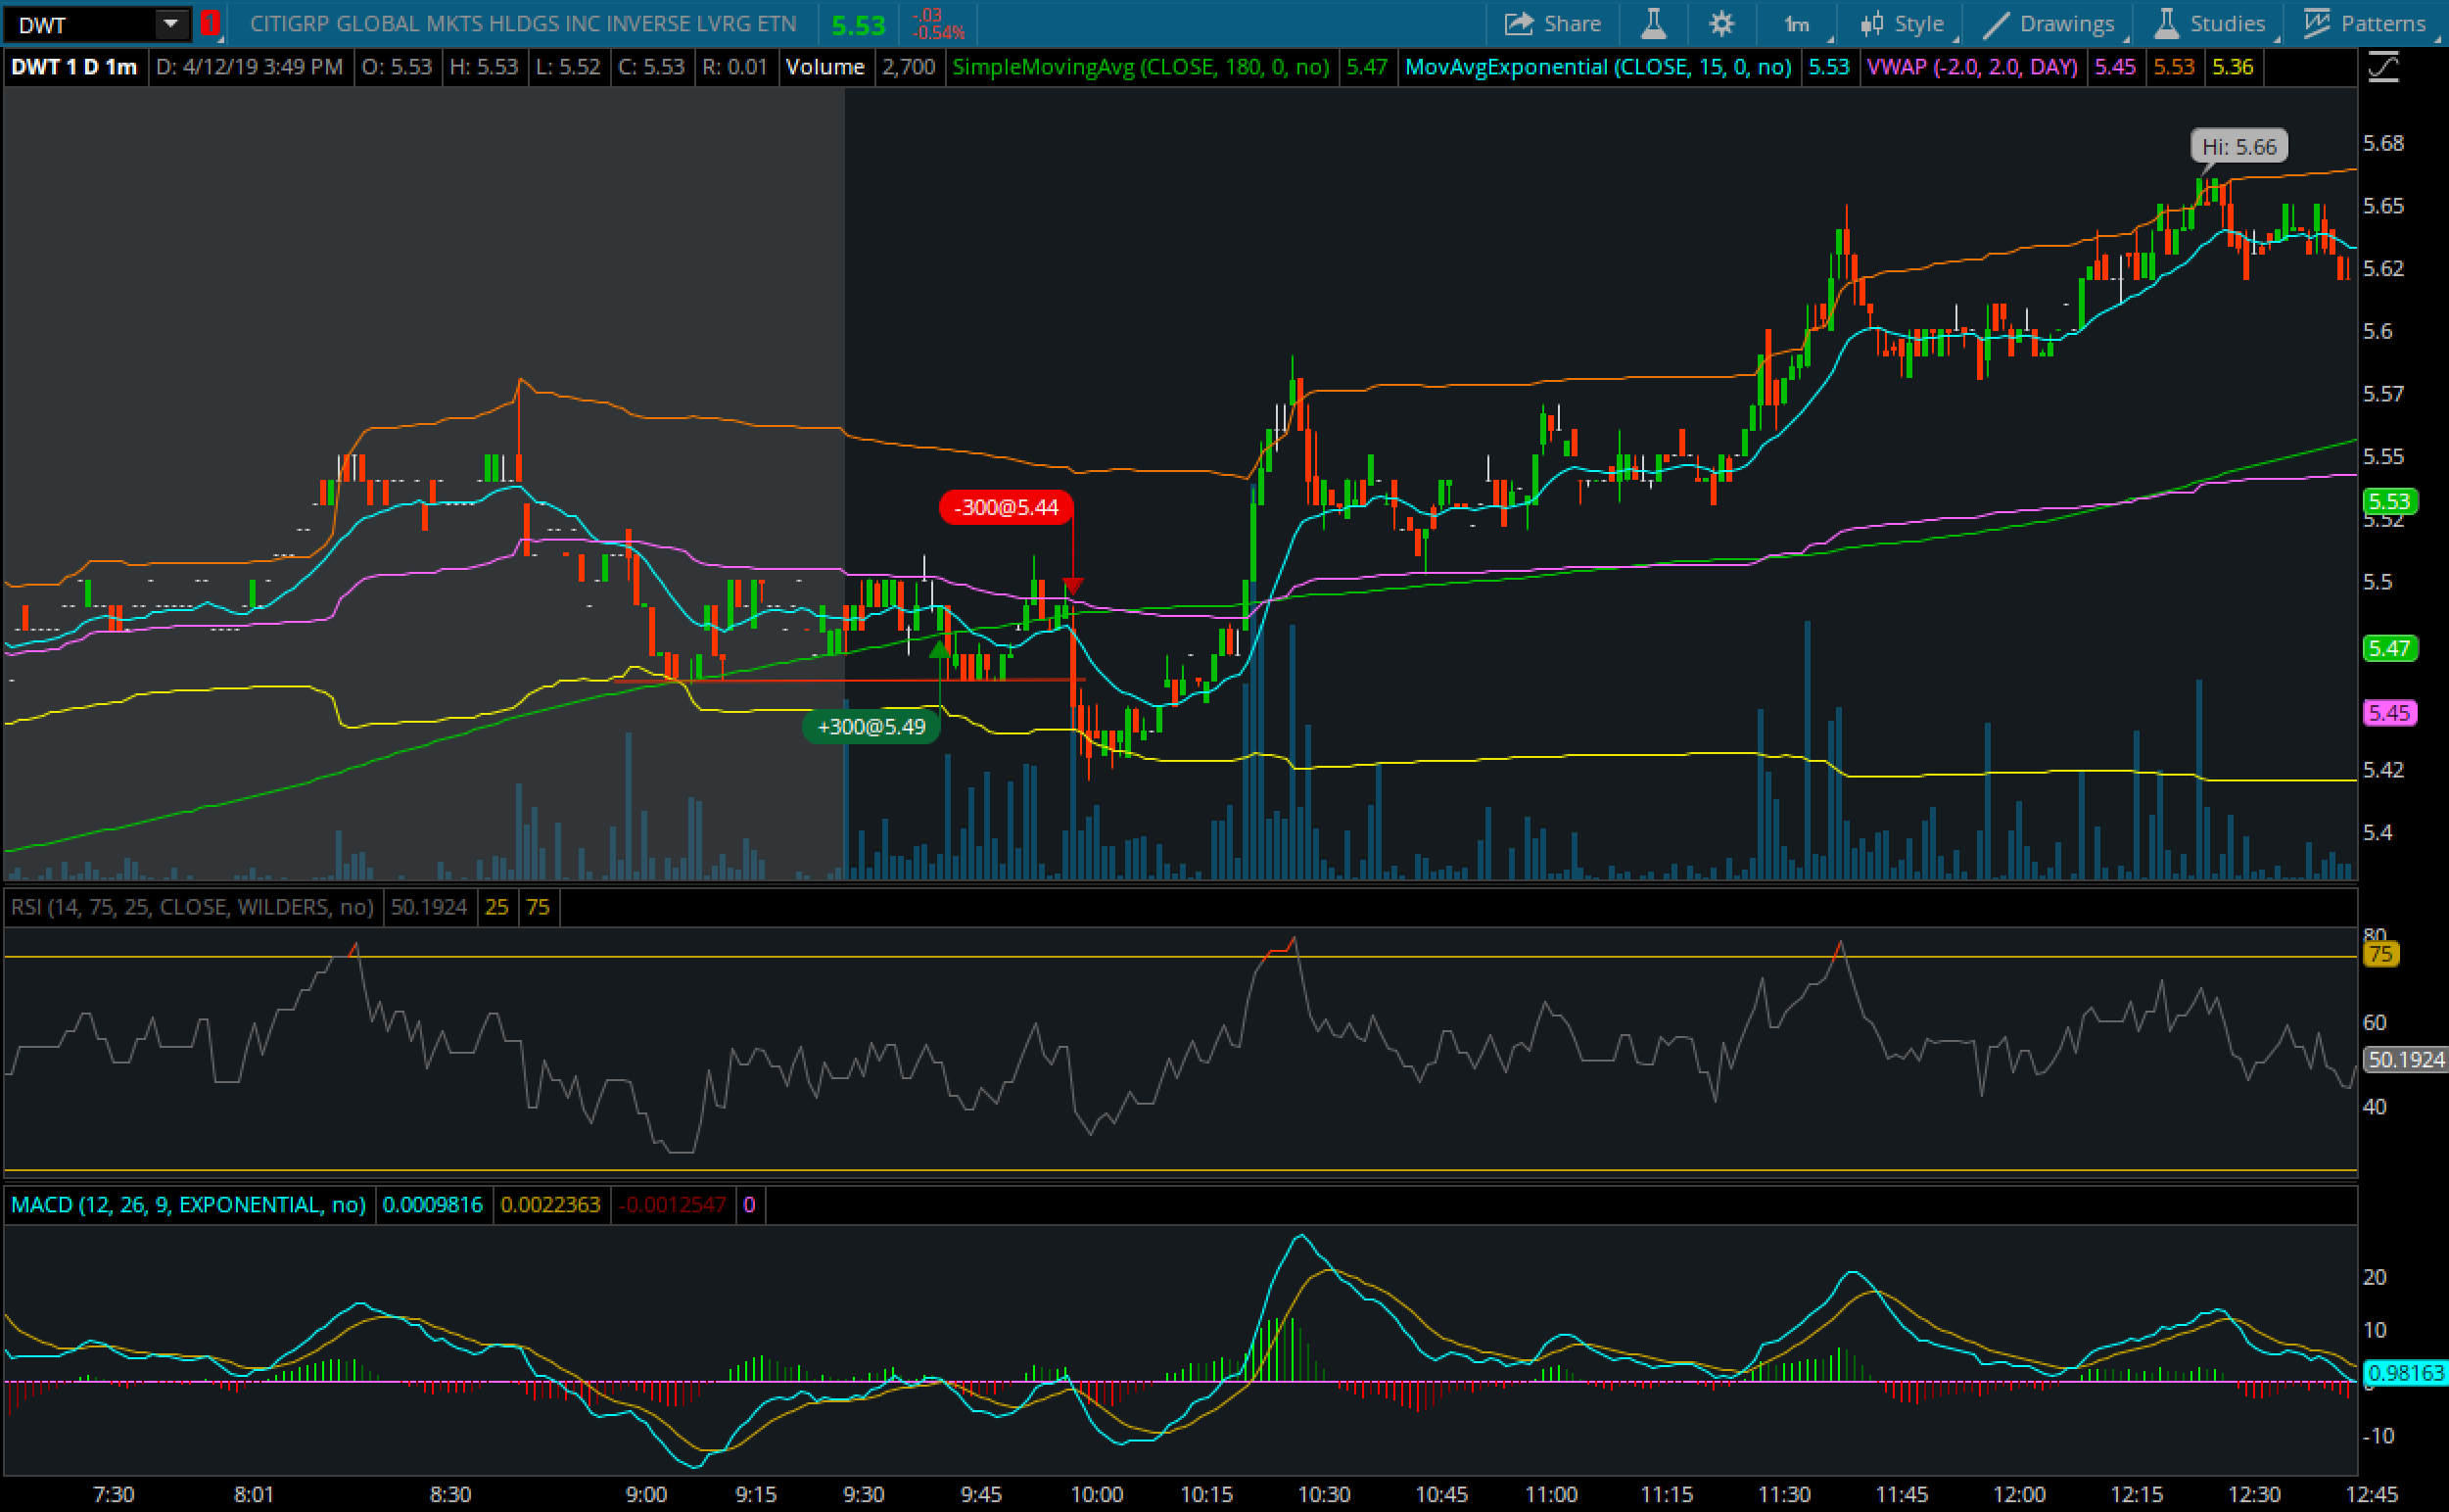 DWT
1
CITIGRP GLOBAL MKTS HLDGS INC INVERSE LVRG ETN
5.53
-.03
-0.54%
Share
1m
Style
Drawings
Studies
Patterns
DWT 1 D 1m
D: 4/12/19 3:49 PM
O: 5.53
H: 5.53
L: 5.52
C: 5.53
R: 0.01
Volume
2,700
SimpleMovingAvg (CLOSE, 180, 0, no)
5.47
MovAvgExponential (CLOSE, 15, 0, no)
5.53
VWAP (-2.0, 2.0, DAY)
5.45
5.53
5.36
Hi: 5.66
-300@5.44
+300@5.49
5.68
5.65
5.62
5.6
5.57
5.55
5.53
5.52
5.5
5.47
5.45
5.42
5.4
RSI (14, 75, 25, CLOSE, WILDERS, no)
50.1924
25
75
80
75
60
50.1924
40
MACD (12, 26, 9, EXPONENTIAL, no)
0.0009816
0.0022363
-0.0012547
0
20
10
0.98163
-10
7:30
8:01
8:30
9:00
9:15
9:30
9:45
10:00
10:15
10:30
10:45
11:00
11:15
11:30
11:45
12:00
12:15
12:30
12:45